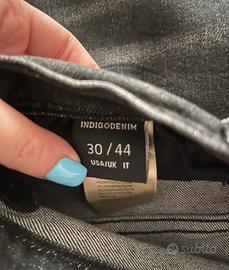 INDIGODENIM
30 / 44
USA/UK IT
subito